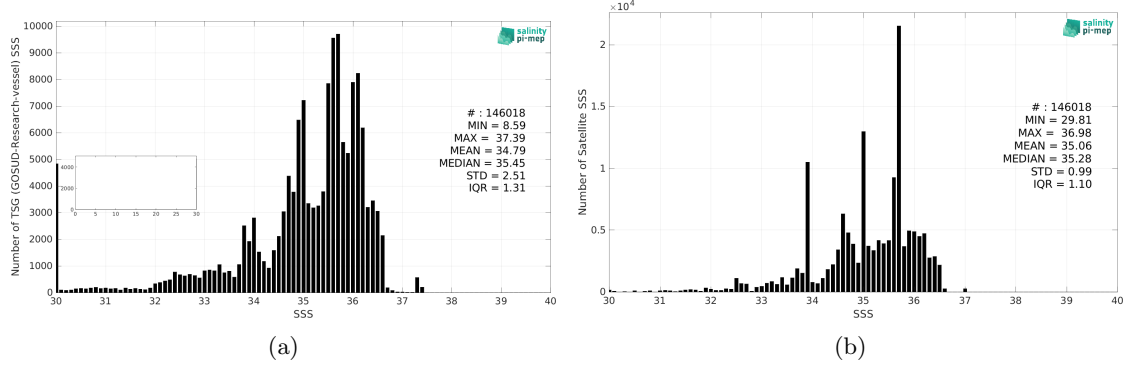 10000
9000
8000
7000
6000
5000
4000
3000
2000
1000
0
Number of TSG (GOSUD-Research-vessel) SSS
salinity
pi-mep
# : 146018
MIN = 8.59
MAX = 37.39
MEAN = 34.79
MEDIAN = 35.45
STD = 2.51
IQR = 1.31
4000
2000
0
0 5 10 15 20 25 30
30 31 32 33 34 35 36 37 38 39 40
SSS
(a)
×10⁴
2
1.5
1
0.5
0
Number of Satellite SSS
salinity
pi-mep
# : 146018
MIN = 29.81
MAX = 36.98
MEAN = 35.06
MEDIAN = 35.28
STD = 0.99
IQR = 1.10
30 31 32 33 34 35 36 37 38 39 40
SSS
(b)